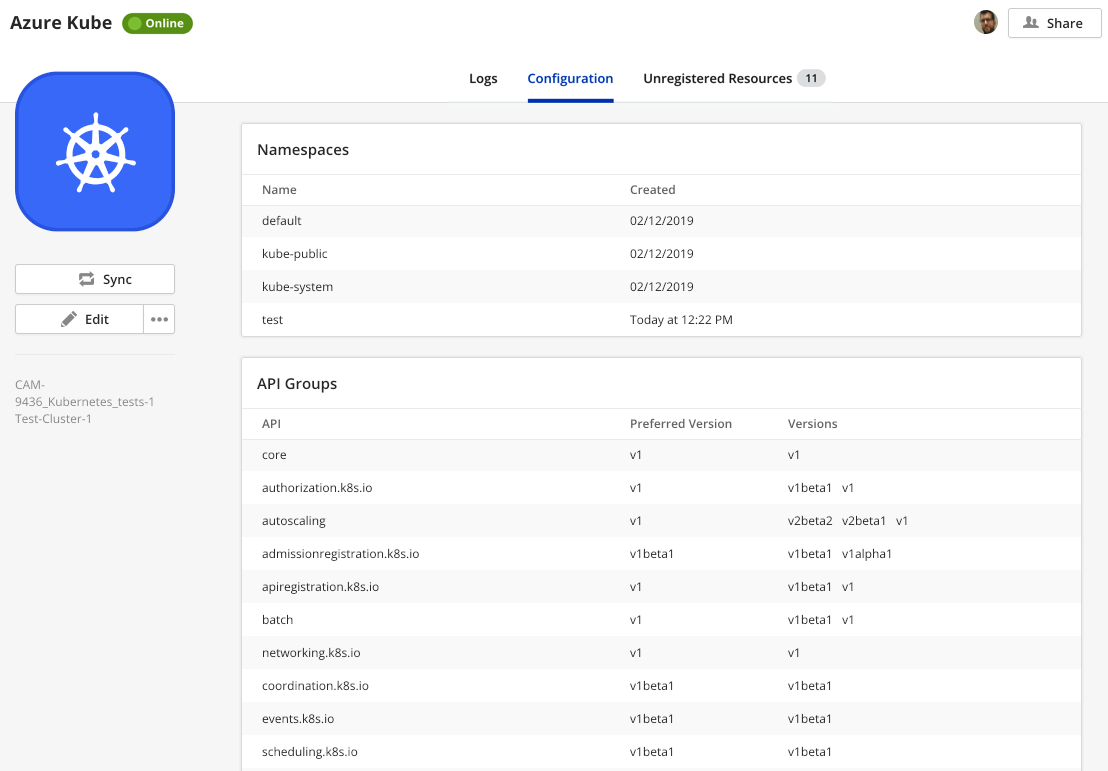 Azure Kube Online Share
Logs Configuration Unregistered Resources 11
Namespaces
Name Created
default 02/12/2019
kube-public 02/12/2019
kube-system 02/12/2019
test Today at 12:22 PM
Sync
Edit
CAM-
9436_Kubernetes_tests-1
Test-Cluster-1
API Groups
API Preferred Version Versions
core v1 v1
authorization.k8s.io v1 v1beta1 v1
autoscaling v1 v2beta2 v2beta1 v1
admissionregistration.k8s.io v1beta1 v1beta1 v1alpha1
apiregistration.k8s.io v1 v1beta1 v1
batch v1 v1beta1 v1
networking.k8s.io v1 v1
coordination.k8s.io v1beta1 v1beta1
events.k8s.io v1beta1 v1beta1
scheduling.k8s.io v1beta1 v1beta1